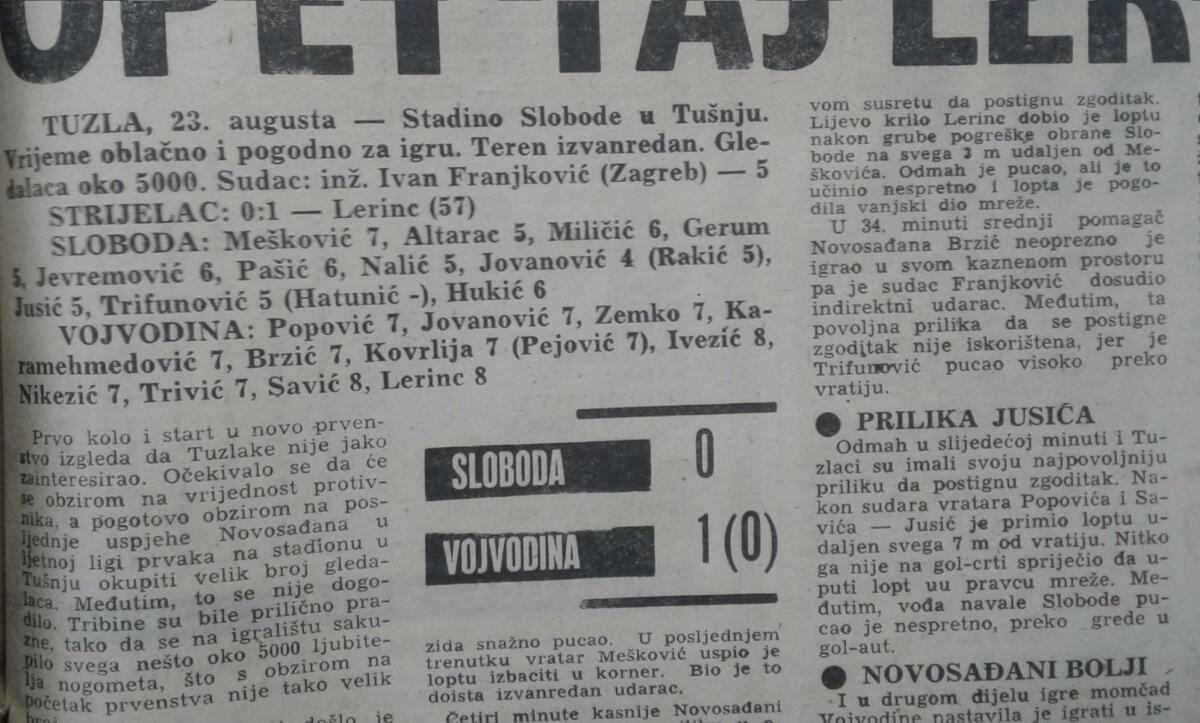 OPET TAJ LER
TUZLA, 23. augusta — Stadino Slobode u Tušnju.
Vrijeme oblačno i pogodno za igru. Teren izvanredan. Gle-
dalaca oko 5000. Sudac: inž. Ivan Franjković (Zagreb) — 5
STRIJELAC: 0:1 — Lerinc (57)
SLOBODA: Mešković 7, Altarac 5, Miličić 6, Gerum
5, Jevremović 6, Pašić 6, Nalić 5, Jovanović 4 (Rakić 5),
Jusić 5, Trifunović 5 (Hatunić -), Hukić 6
VOJVODINA: Popović 7, Jovanović 7, Zemko 7, Ka-
ramehmedović 7, Brzić 7, Kovrlija 7 (Pejović 7), Ivezić 8,
Nikezić 7, Trivić 7, Savić 8, Lerinc 8
Prvo kolo i start u novo prven-
stvo izgleda da Tuzlake nije jako
zainteresirao. Očekivalo se da će
se obzirom na vrijednost protiv-
nika, a pogotovo obzirom na pos-
ljednje uspjehe Novosađana u
ljetnoj ligi prvaka na stadionu u
Tušnju okupiti velik broj gleda-
laca. Međutim, to se nije dogo-
dilo. Tribine su bile prilično pra-
zne, tako da se na igralištu saku-
pilo svega nešto oko 5000 ljubite-
lja nogometa, što s obzirom na
početak prvenstva nije tako velik
broj
došlo je
SLOBODA 0
VOJVODINA 1 (0)
zida snažno pucao. U posljednjem
trenutku vratar Mešković uspio je
loptu izbaciti u korner. Bio je to
doista izvanredan udarac.
Četiri minute kasnije Novosađani
vom susretu da postignu zgoditak.
Lijevo krilo Lerinc dobio je loptu
nakon grube pogreške obrane Slo-
bode na svega 3 m udaljen od Me-
škovića. Odmah je pucao, ali je to
učinio nespretno i lopta je pogo-
dila vanjski dio mreže.
U 34. minuti srednji pomagač
Novosađana Brzić neoprezno je
igrao u svom kaznenom prostoru
pa je sudac Franjković dosudio
indirektni udarac. Međutim, ta
povoljna prilika da se postigne
zgoditak nije iskorištena, jer je
Trifunović pucao visoko preko
vratiju.
● PRILIKA JUSIĆA
Odmah u slijedećoj minuti i Tu-
zlaci su imali svoju najpovoljniju
priliku da postignu zgoditak. Na-
kon sudara vratara Popovića i Sa-
vića — Jusić je primio loptu u-
daljen svega 7 m od vratiju. Nitko
ga nije na gol-crti spriječio da u-
puti lopt uu pravcu mreže. Me-
đutim, vođa navale Slobode pu-
cao je nespretno, preko grede u
gol-aut.
● NOVOSAĐANI BOLJI
I u drugom dijelu igre momčad
Vojvodine nastavila je igrati u is-